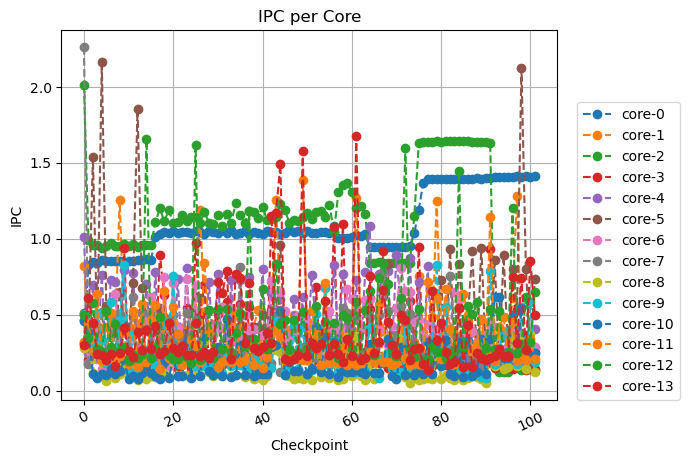 IPC per Core
IPC
2.0
1.5
1.0
0.5
0.0
0
20
40
60
80
100
Checkpoint
core-0
core-1
core-2
core-3
core-4
core-5
core-6
core-7
core-8
core-9
core-10
core-11
core-12
core-13